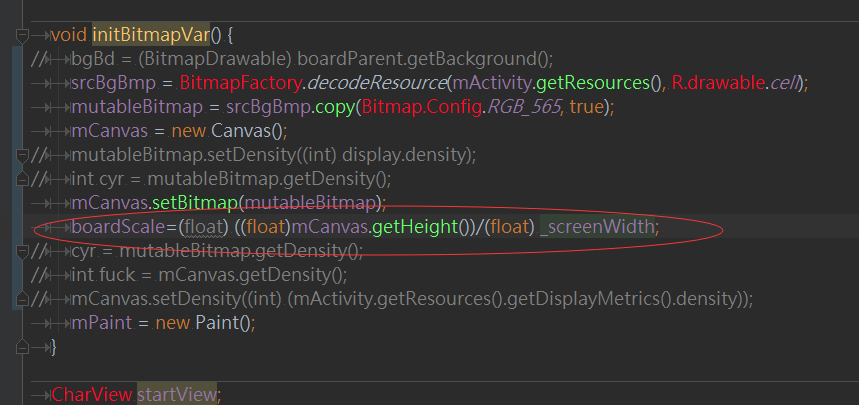 void initBitmapVar() {
// bgBd = (BitmapDrawable) boardParent.getBackground();
srcBgBmp = BitmapFactory.decodeResource(mActivity.getResources(), R.drawable.cell);
mutableBitmap = srcBgBmp.copy(Bitmap.Config.RGB_565, true);
mCanvas = new Canvas();
// mutableBitmap.setDensity((int) display.density);
// int cyr = mutableBitmap.getDensity();
mCanvas.setBitmap(mutableBitmap);
boardScale=(float) ((float)mCanvas.getHeight())/(float) _screenWidth;
// cyr = mutableBitmap.getDensity();
// int fuck = mCanvas.getDensity();
// mCanvas.setDensity((int) (mActivity.getResources().getDisplayMetrics().density));
mPaint = new Paint();
}
CharView startView;